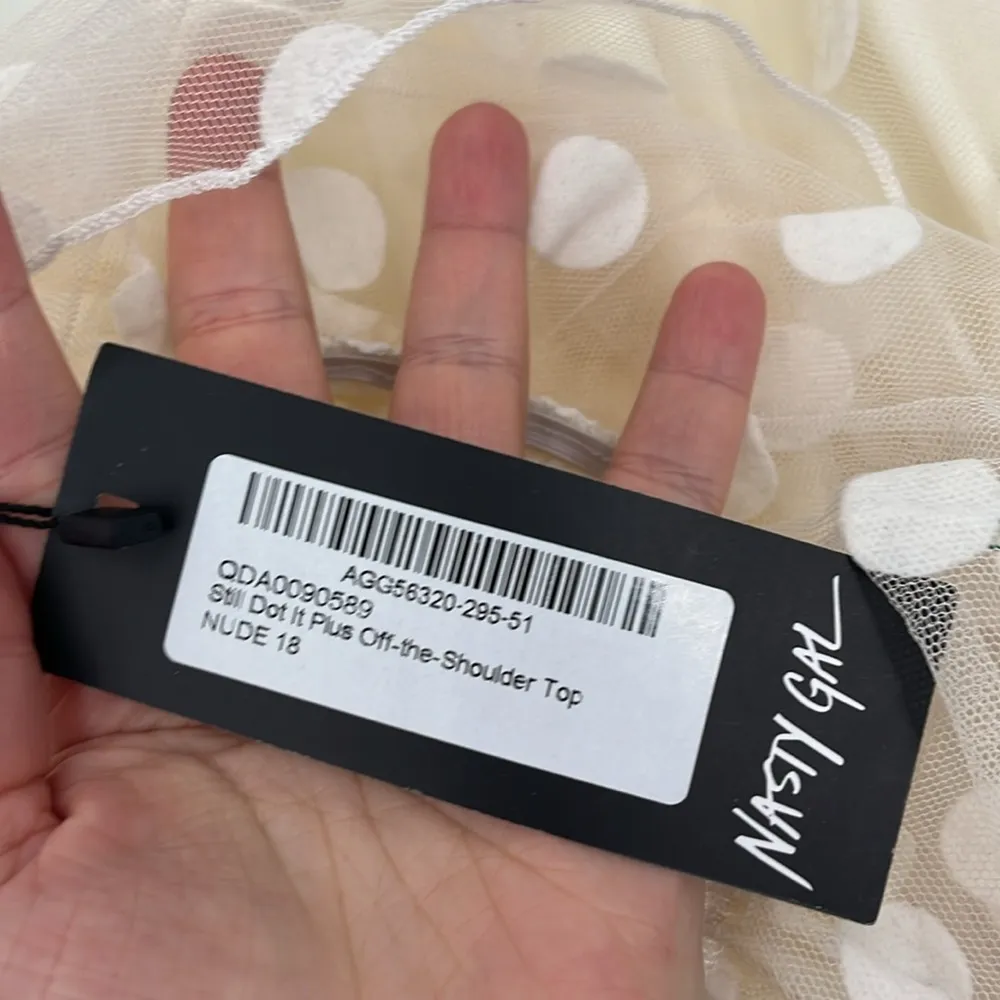 AGG56320-295-51
QDA0090589
Still Dot It Plus Off-the-Shoulder Top
NUDE 18
NASTY GAL